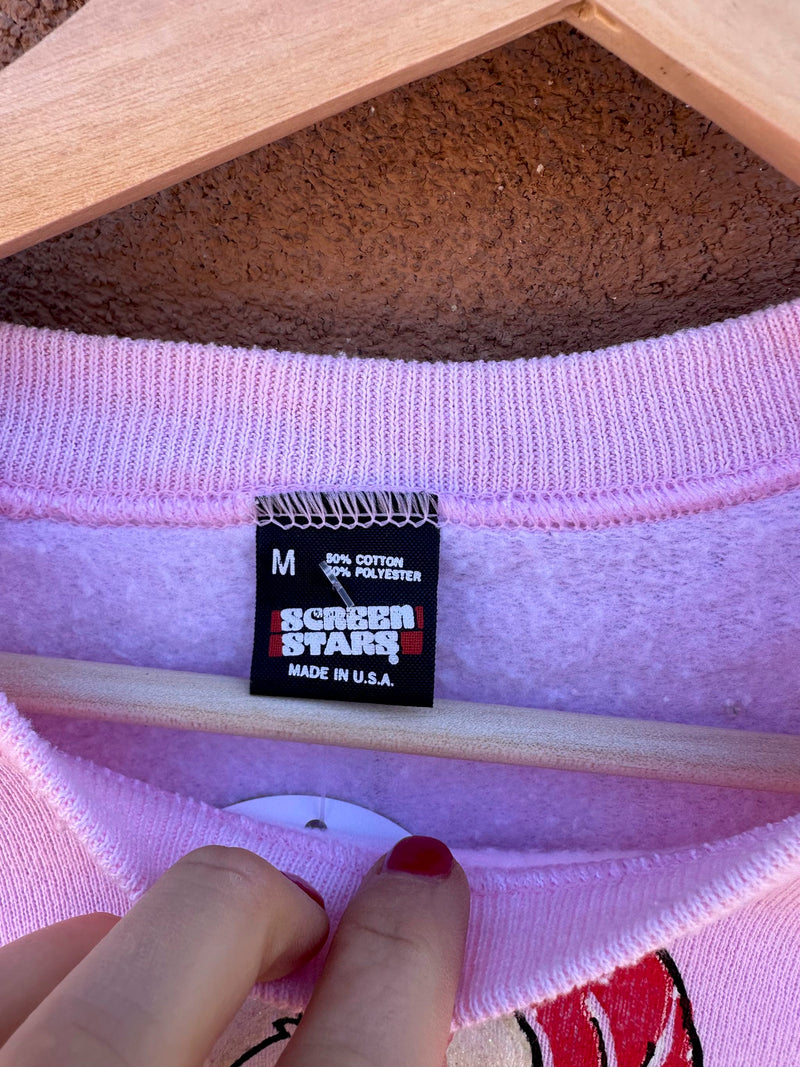 M
50% COTTON
50% POLYESTER
SCREEN
STARS®
MADE IN U.S.A.